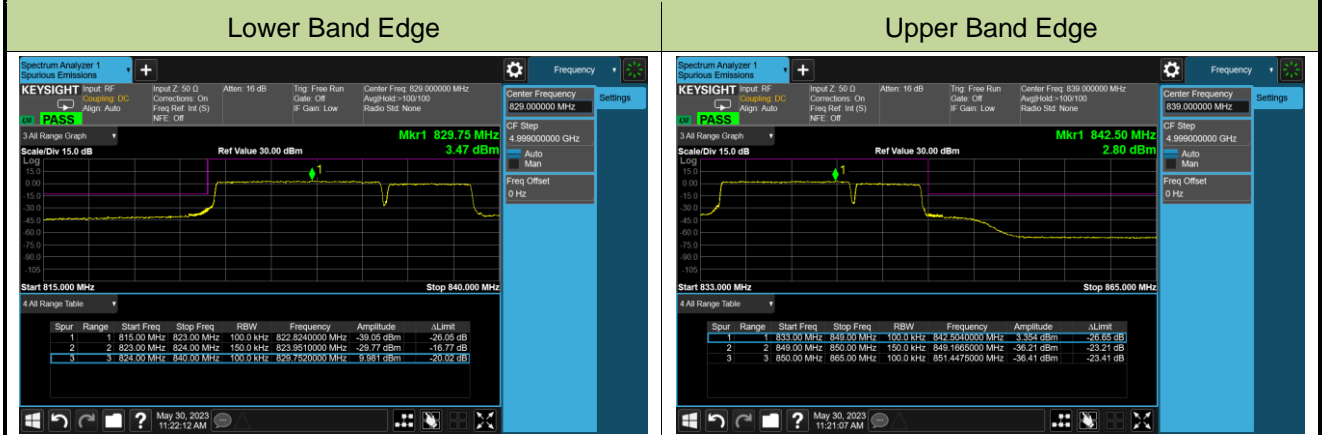 Lower Band Edge
Upper Band Edge
Spectrum Analyzer 1
Spurious Emissions
+
Frequency
KEYSIGHT
Input: RF
Coupling: DC
Align: Auto
Input Z: 50 Ω
Corrections: On
Freq Ref: Int (S)
NFE: Off
Atten: 16 dB
Trig: Free Run
Gate: Off
IF Gain: Low
Center Freq: 829.000000 MHz
Avg|Hold:>100/100
Radio Std: None
PASS
Center Frequency
829.000000 MHz
Settings
CF Step
4.999000000 GHz
Auto
Man
Freq Offset
0 Hz
3 All Range Graph
Mkr1 829.75 MHz
3.47 dBm
Scale/Div 15.0 dB
Ref Value 30.00 dBm
Log
15.0
0.00
-15.0
-30.0
-45.0
-60.0
-75.0
-90.0
-105
1
Start 815.000 MHz
Stop 840.000 MHz
4 All Range Table
Spur Range Start Freq Stop Freq RBW Frequency Amplitude ΔLimit
1 1 815.00 MHz 823.00 MHz 100.0 kHz 822.8240000 MHz -39.05 dBm -26.05 dB
2 2 823.00 MHz 824.00 MHz 150.0 kHz 823.9510000 MHz -29.77 dBm -16.77 dB
3 3 824.00 MHz 840.00 MHz 100.0 kHz 829.7520000 MHz 9.981 dBm -20.02 dB
?
May 30, 2023
11:22:12 AM
Spectrum Analyzer 1
Spurious Emissions
+
Frequency
KEYSIGHT
Input: RF
Coupling: DC
Align: Auto
Input Z: 50 Ω
Corrections: On
Freq Ref: Int (S)
NFE: Off
Atten: 16 dB
Trig: Free Run
Gate: Off
IF Gain: Low
Center Freq: 839.000000 MHz
Avg|Hold:>100/100
Radio Std: None
PASS
Center Frequency
839.000000 MHz
Settings
CF Step
4.999000000 GHz
Auto
Man
Freq Offset
0 Hz
3 All Range Graph
Mkr1 842.50 MHz
2.80 dBm
Scale/Div 15.0 dB
Ref Value 30.00 dBm
Log
15.0
0.00
-15.0
-30.0
-45.0
-60.0
-75.0
-90.0
-105
1
Start 833.000 MHz
Stop 865.000 MHz
4 All Range Table
Spur Range Start Freq Stop Freq RBW Frequency Amplitude ΔLimit
1 1 833.00 MHz 849.00 MHz 100.0 kHz 842.5040000 MHz 3.354 dBm -26.65 dB
2 2 849.00 MHz 850.00 MHz 150.0 kHz 849.1665000 MHz -36.21 dBm -23.21 dB
3 3 850.00 MHz 865.00 MHz 100.0 kHz 851.4475000 MHz -36.41 dBm -23.41 dB
?
May 30, 2023
11:21:07 AM